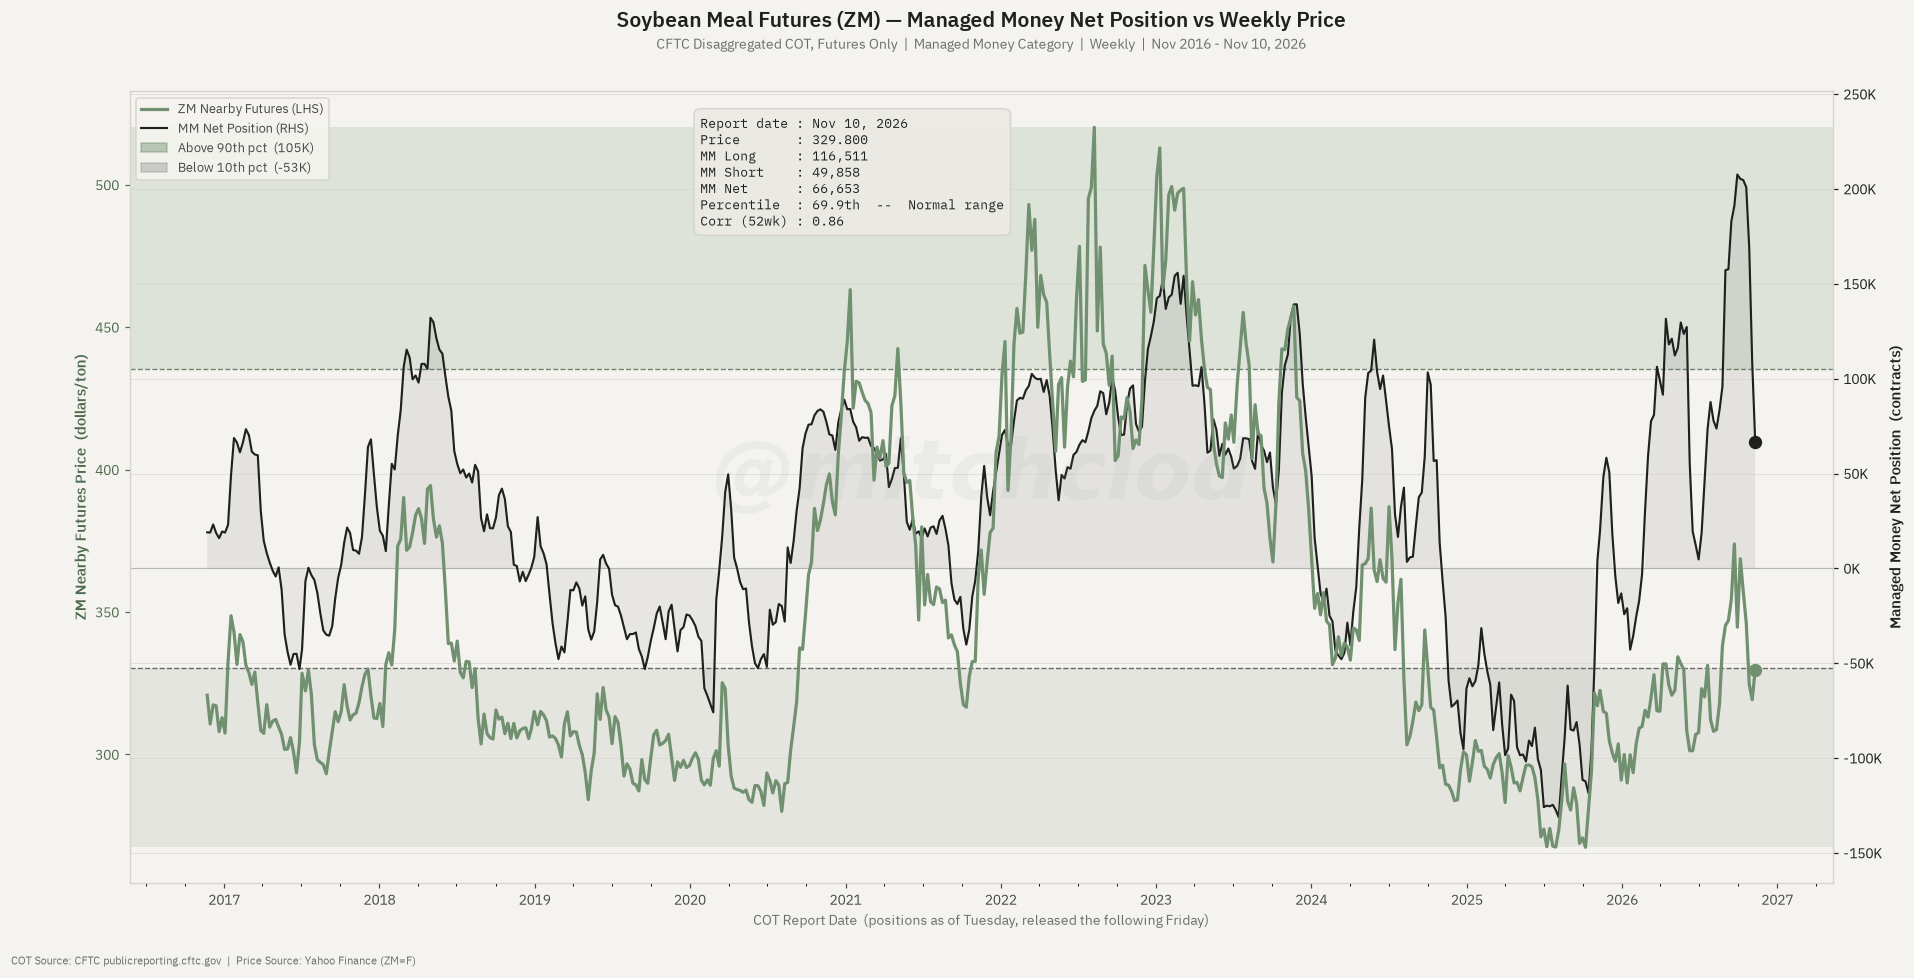 Soybean Meal Futures (ZM) — Managed Money Net Position vs Weekly Price
CFTC Disaggregated COT, Futures Only | Managed Money Category | Weekly | Nov 2016 - Nov 10, 2026
ZM Nearby Futures (LHS)
MM Net Position (RHS)
Above 90th pct (105K)
Below 10th pct (-53K)
Report date : Nov 10, 2026
Price : 329.800
MM Long : 116,511
MM Short : 49,858
MM Net : 66,653
Percentile : 69.9th -- Normal range
Corr (52wk) : 0.86
ZM Nearby Futures Price (dollars/ton)
500
450
400
350
300
250K
200K
150K
100K
50K
0K
-50K
-100K
-150K
Managed Money Net Position (contracts)
@mitchclod
2017 2018 2019 2020 2021 2022 2023 2024 2025 2026 2027
COT Report Date (positions as of Tuesday, released the following Friday)
COT Source: CFTC publicreporting.cftc.gov | Price Source: Yahoo Finance (ZM=F)